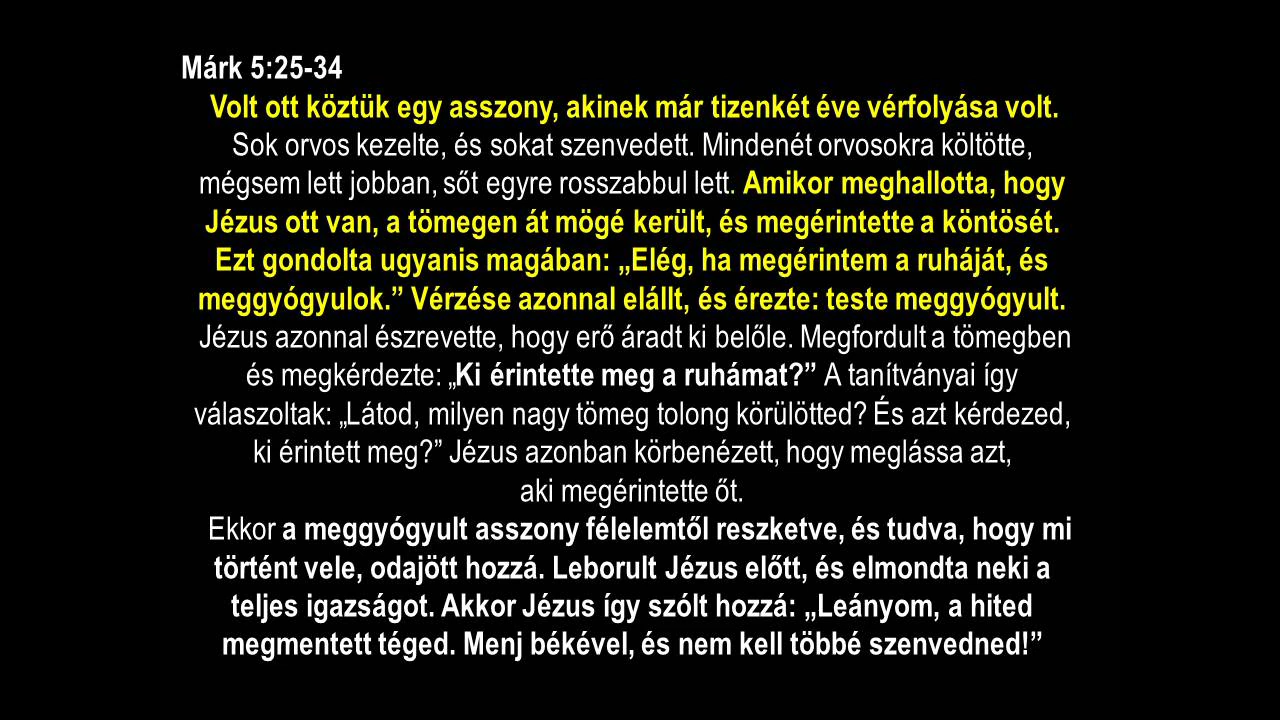 Márk 5:25-34
Volt ott köztük egy asszony, akinek már tizenkét éve vérfolyása volt.
Sok orvos kezelte, és sokat szenvedett. Mindenét orvosokra költötte,
mégsem lett jobban, sőt egyre rosszabbul lett. Amikor meghallotta, hogy
Jézus ott van, a tömegen át mögé került, és megérintette a köntösét.
Ezt gondolta ugyanis magában: „Elég, ha megérintem a ruháját, és
meggyógyulok.” Vérzése azonnal elállt, és érezte: teste meggyógyult.
Jézus azonnal észrevette, hogy erő áradt ki belőle. Megfordult a tömegben
és megkérdezte: „Ki érintette meg a ruhámat?” A tanítványai így
válaszoltak: „Látod, milyen nagy tömeg tolong körülötted? És azt kérdezed,
ki érintett meg?” Jézus azonban körbenézett, hogy meglássa azt,
aki megérintette őt.
Ekkor a meggyógyult asszony félelemtől reszketve, és tudva, hogy mi
történt vele, odajött hozzá. Leborult Jézus előtt, és elmondta neki a
teljes igazságot. Akkor Jézus így szólt hozzá: „Leányom, a hited
megmentett téged. Menj békével, és nem kell többé szenvedned!”